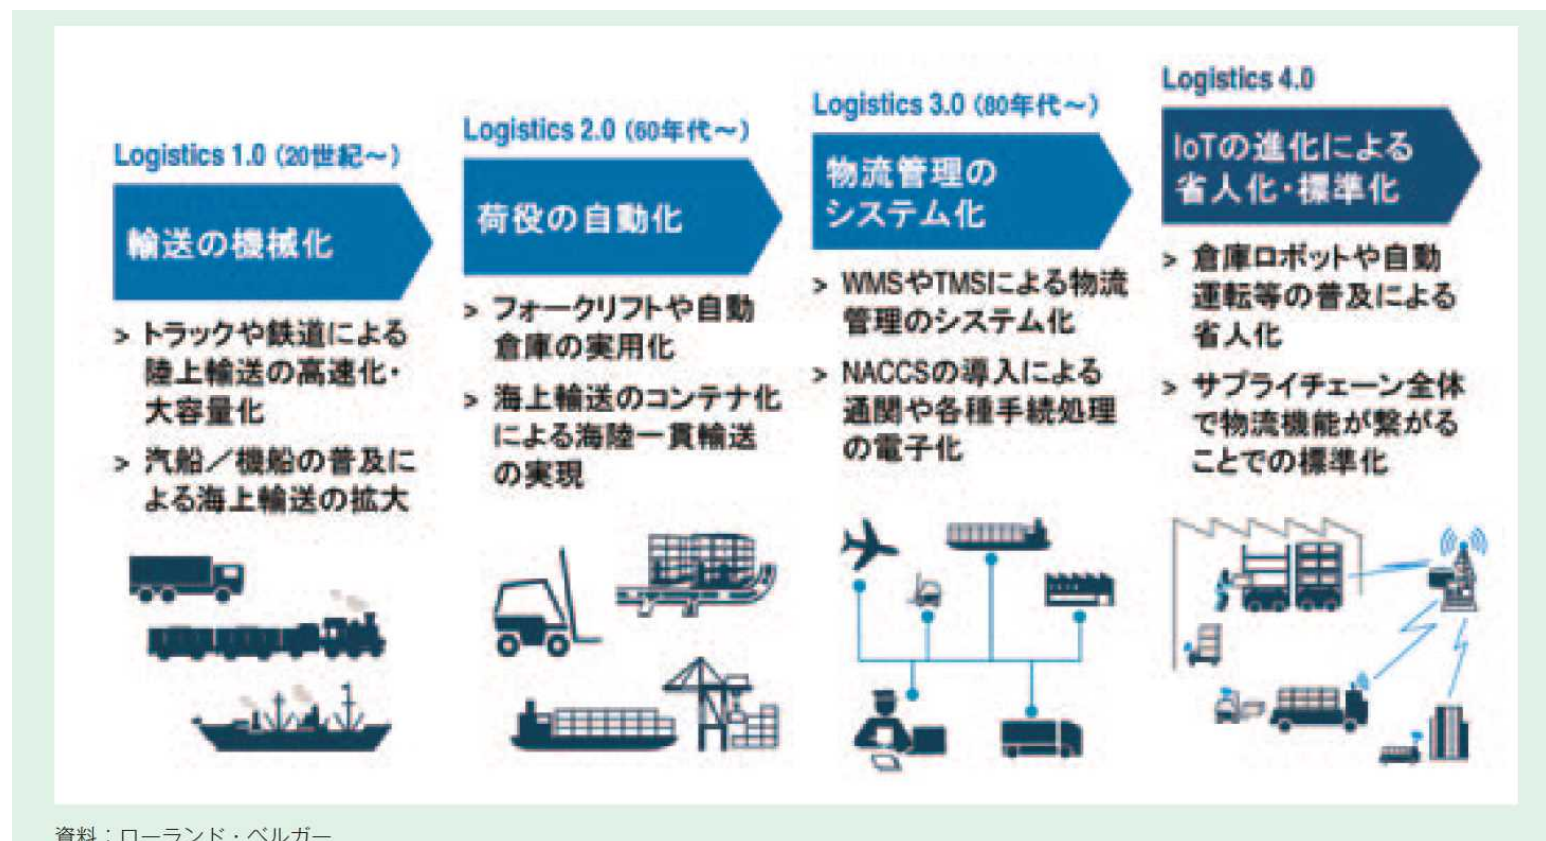 Logistics 1.0（20世紀～）
輸送の機械化
> トラックや鉄道による
陸上輸送の高速化・
大容量化
> 汽船／機船の普及に
よる海上輸送の拡大
Logistics 2.0（60年代～）
荷役の自動化
> フォークリフトや自動
倉庫の実用化
> 海上輸送のコンテナ化
による海陸一貫輸送
の実現
Logistics 3.0（80年代～）
物流管理の
システム化
> WMSやTMSによる物流
管理のシステム化
> NACCSの導入による
通関や各種手続処理
の電子化
Logistics 4.0
IoTの進化による
省人化・標準化
> 倉庫ロボットや自動
運転等の普及による
省人化
> サプライチェーン全体
で物流機能が繋がる
ことでの標準化
資料：ローランド・ベルガー